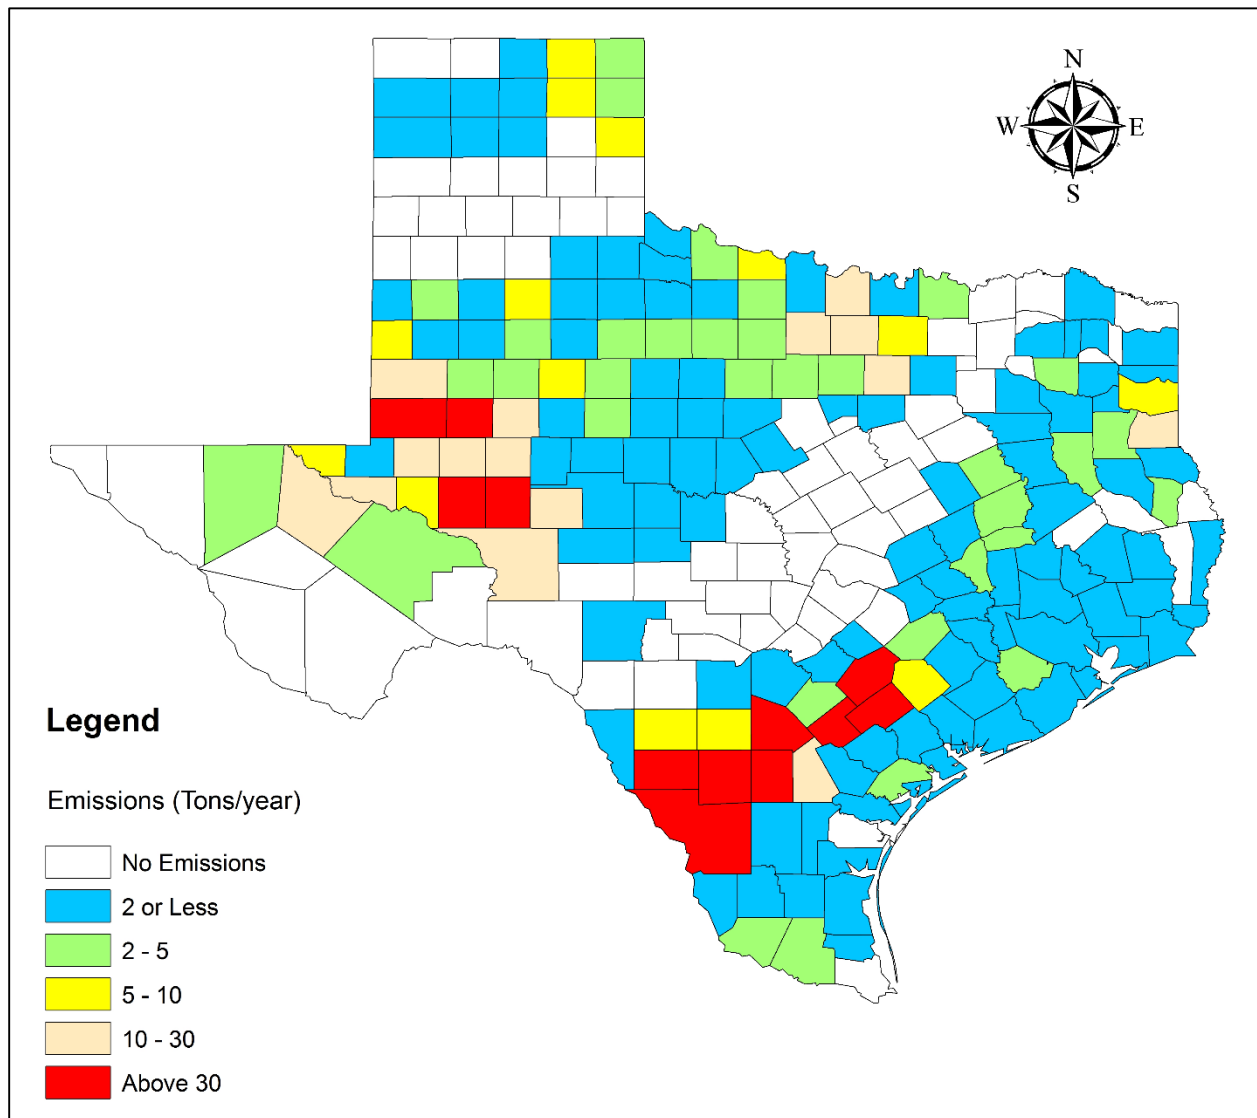 N
W E
S
Legend
Emissions (Tons/year)
No Emissions
2 or Less
2 - 5
5 - 10
10 - 30
Above 30